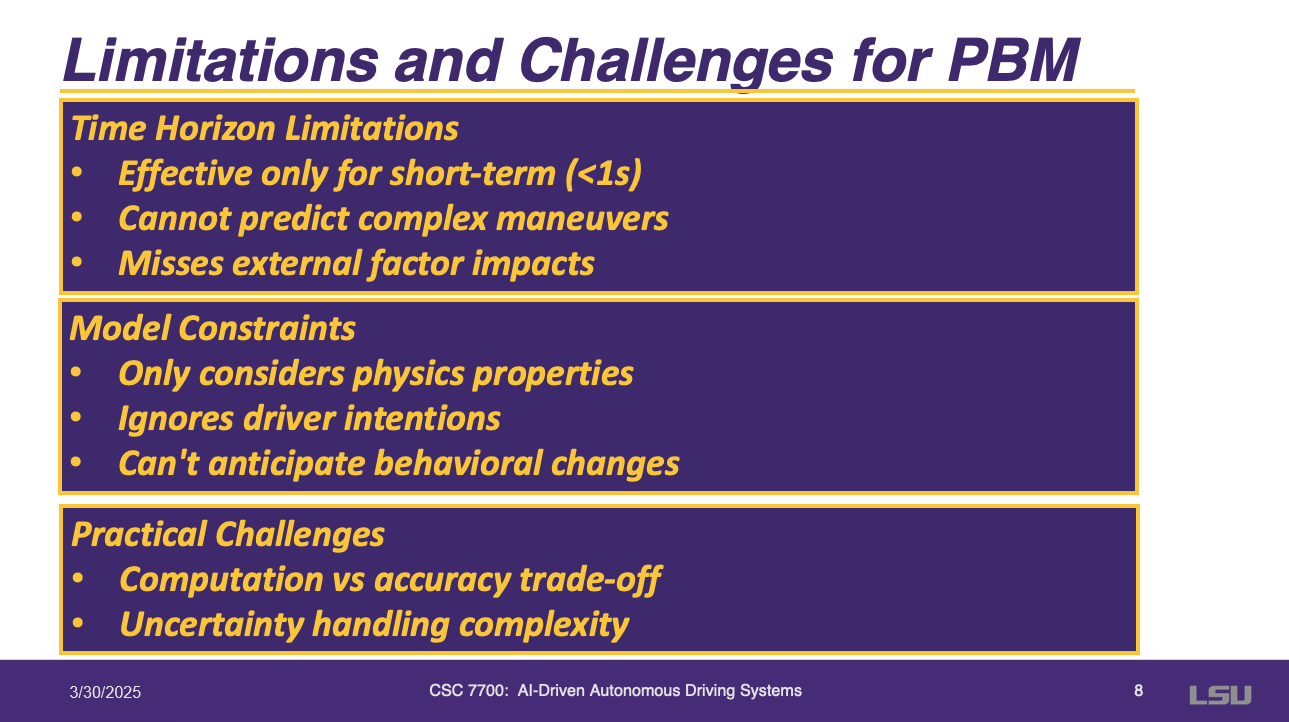 Limitations and Challenges for PBM
Time Horizon Limitations
• Effective only for short-term (<1s)
• Cannot predict complex maneuvers
• Misses external factor impacts
Model Constraints
• Only considers physics properties
• Ignores driver intentions
• Can't anticipate behavioral changes
Practical Challenges
• Computation vs accuracy trade-off
• Uncertainty handling complexity
3/30/2025
CSC 7700: AI-Driven Autonomous Driving Systems
8
LSU